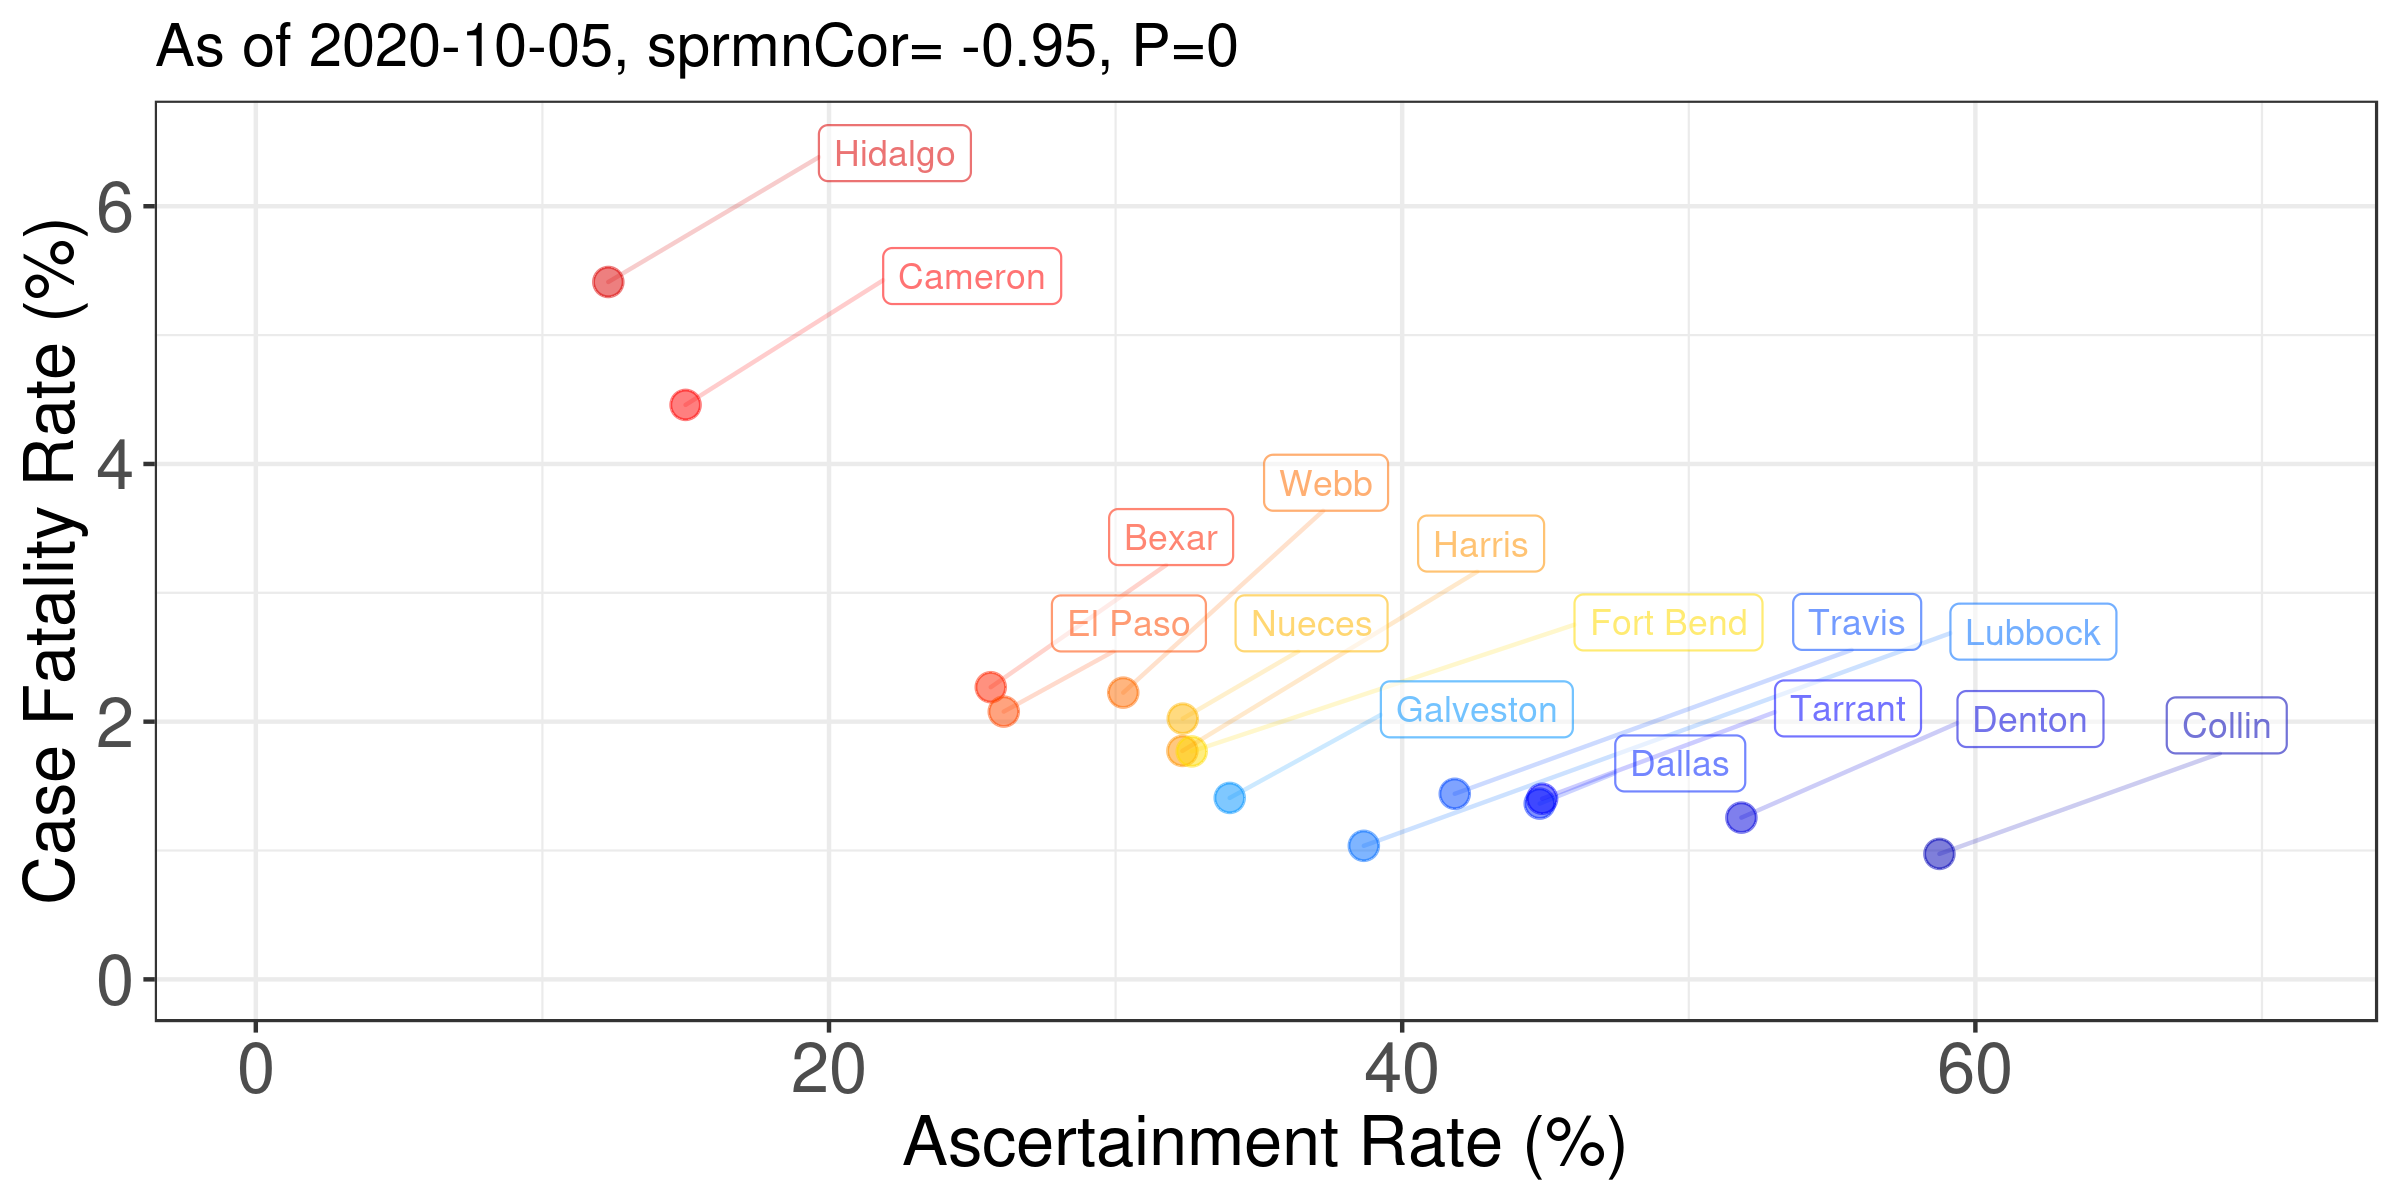 As of 2020-10-05, sprmnCor= -0.95, P=0
Case Fatality Rate (%)
6
4
2
0
Hidalgo
Cameron
Webb
Bexar
Harris
El Paso
Nueces
Fort Bend
Travis
Lubbock
Galveston
Tarrant
Denton
Collin
Dallas
0 20 40 60
Ascertainment Rate (%)